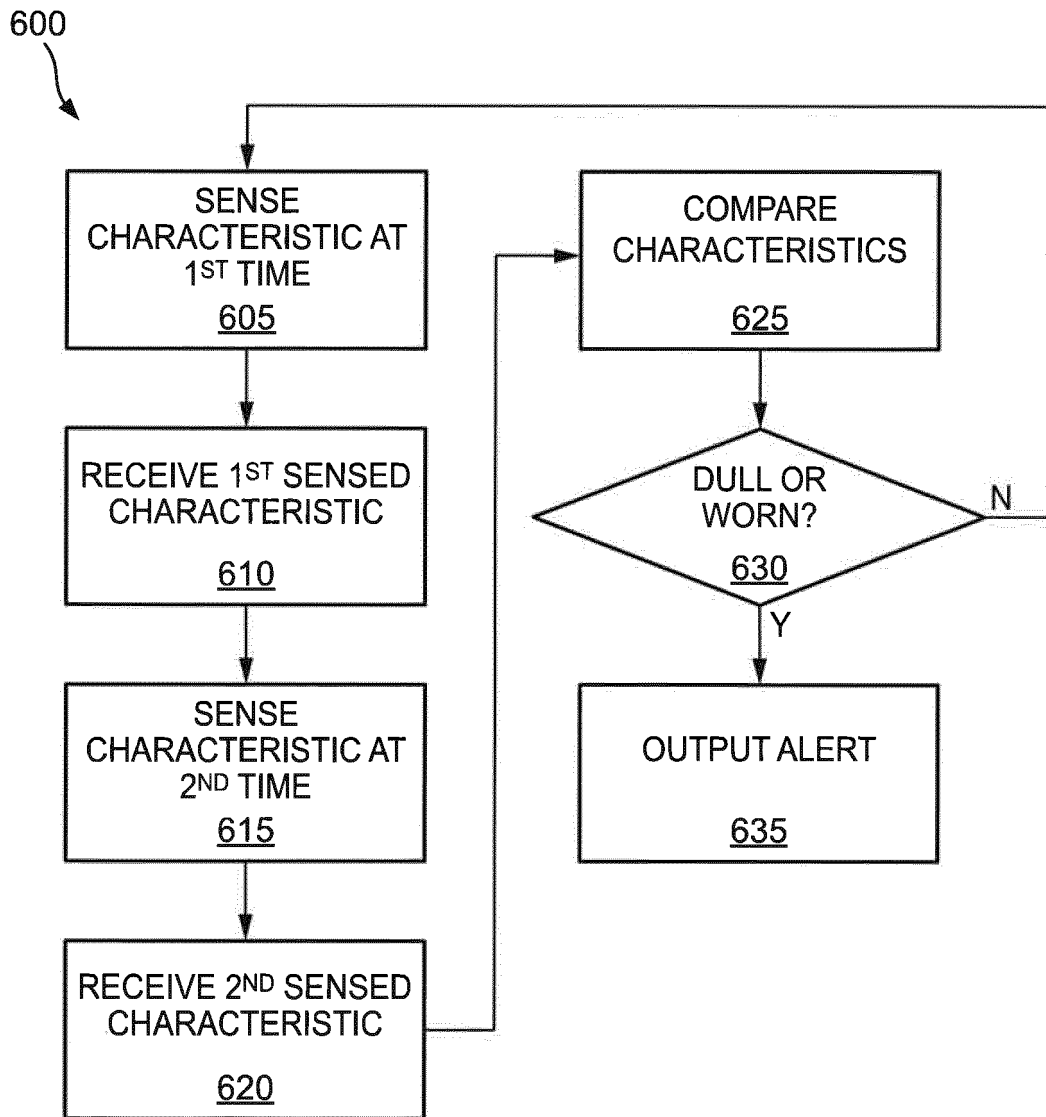 600
SENSE
CHARACTERISTIC AT
1ST TIME
605
RECEIVE 1ST SENSED
CHARACTERISTIC
610
SENSE
CHARACTERISTIC AT
2ND TIME
615
RECEIVE 2ND SENSED
CHARACTERISTIC
620
COMPARE
CHARACTERISTICS
625
DULL OR
WORN?
630
N
Y
OUTPUT ALERT
635